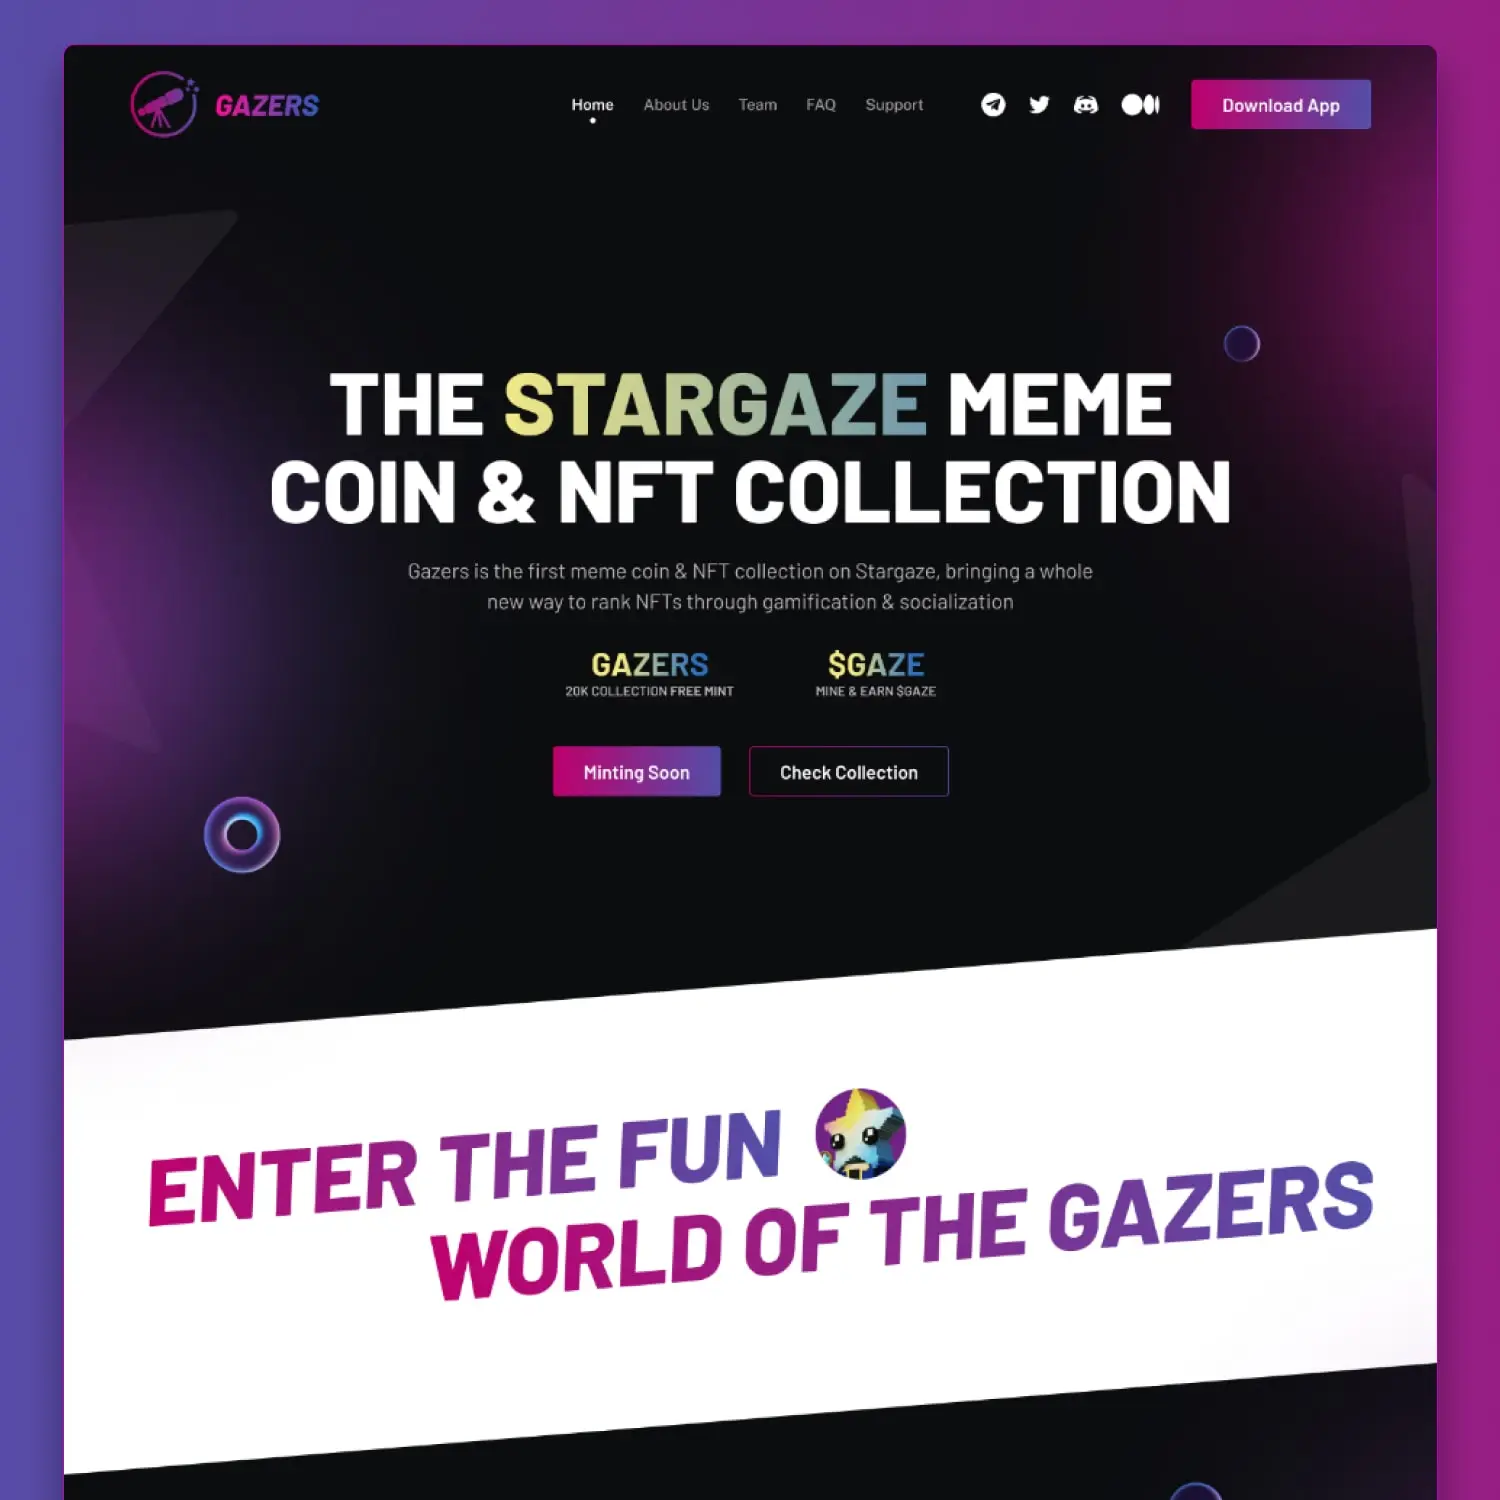 GAZERS
Home About Us Team FAQ Support
Download App
THE STARGAZE MEME
COIN & NFT COLLECTION
Gazers is the first meme coin & NFT collection on Stargaze, bringing a whole
new way to rank NFTs through gamification & socialization
GAZERS
20K COLLECTION FREE MINT
$GAZE
MINE & EARN $GAZE
Minting Soon
Check Collection
ENTER THE FUN
WORLD OF THE GAZERS